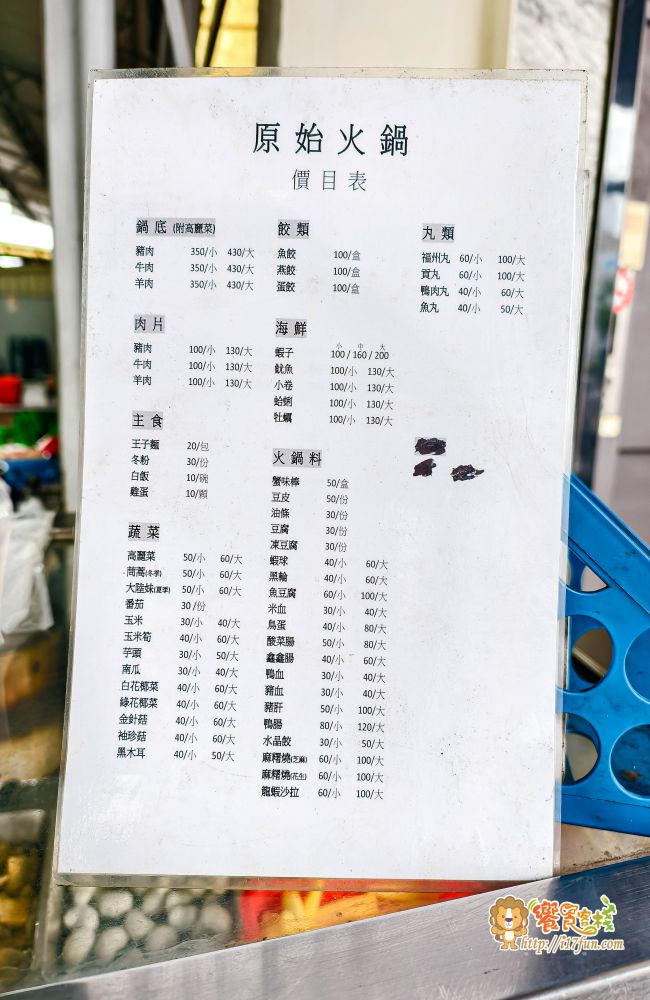 原始火鍋
價目表
鍋底 (附高麗菜)
豬肉 350/小 430/大
牛肉 350/小 430/大
羊肉 350/小 430/大
餃類
魚餃 100/盒
燕餃 100/盒
蛋餃 100/盒
丸類
福州丸 60/小 100/大
貢丸 60/小 100/大
鴨肉丸 40/小 60/大
魚丸 40/小 50/大
肉片
豬肉 100/小 130/大
牛肉 100/小 130/大
羊肉 100/小 130/大
海鮮
小 中 大
蝦子 100 / 160 / 200
魷魚 100/小 130/大
小卷 100/小 130/大
蛤蜊 100/小 130/大
牡蠣 100/小 130/大
主食
王子麵 20/包
冬粉 30/份
白飯 10/碗
雞蛋 10/顆
蔬菜
高麗菜 50/小 60/大
茼蒿(冬季) 50/小 60/大
大陸妹(夏季) 50/小 60/大
番茄 30/份
玉米 30/小 40/大
玉米筍 40/小 60/大
芋頭 30/小 50/大
南瓜 30/小 40/大
白花椰菜 40/小 60/大
綠花椰菜 40/小 60/大
金針菇 40/小 60/大
袖珍菇 40/小 60/大
黑木耳 40/小 50/大
火鍋料
蟹味棒 50/盒
豆皮 50/份
油條 30/份
豆腐 30/份
凍豆腐 30/份
蝦球 40/小 60/大
黑輪 40/小 60/大
魚豆腐 60/小 100/大
米血 30/小 40/大
鳥蛋 40/小 80/大
酸菜腸 50/小 80/大
鑫鑫腸 40/小 60/大
鴨血 30/小 40/大
豬血 30/小 40/大
豬肝 50/小 100/大
鴨腸 80/小 120/大
水晶餃 30/小 50/大
麻糬燒(芝麻) 60/小 100/大
麻糬燒(花生) 60/小 100/大
龍蝦沙拉 60/小 100/大
饗食客棧
http://i17fun.com